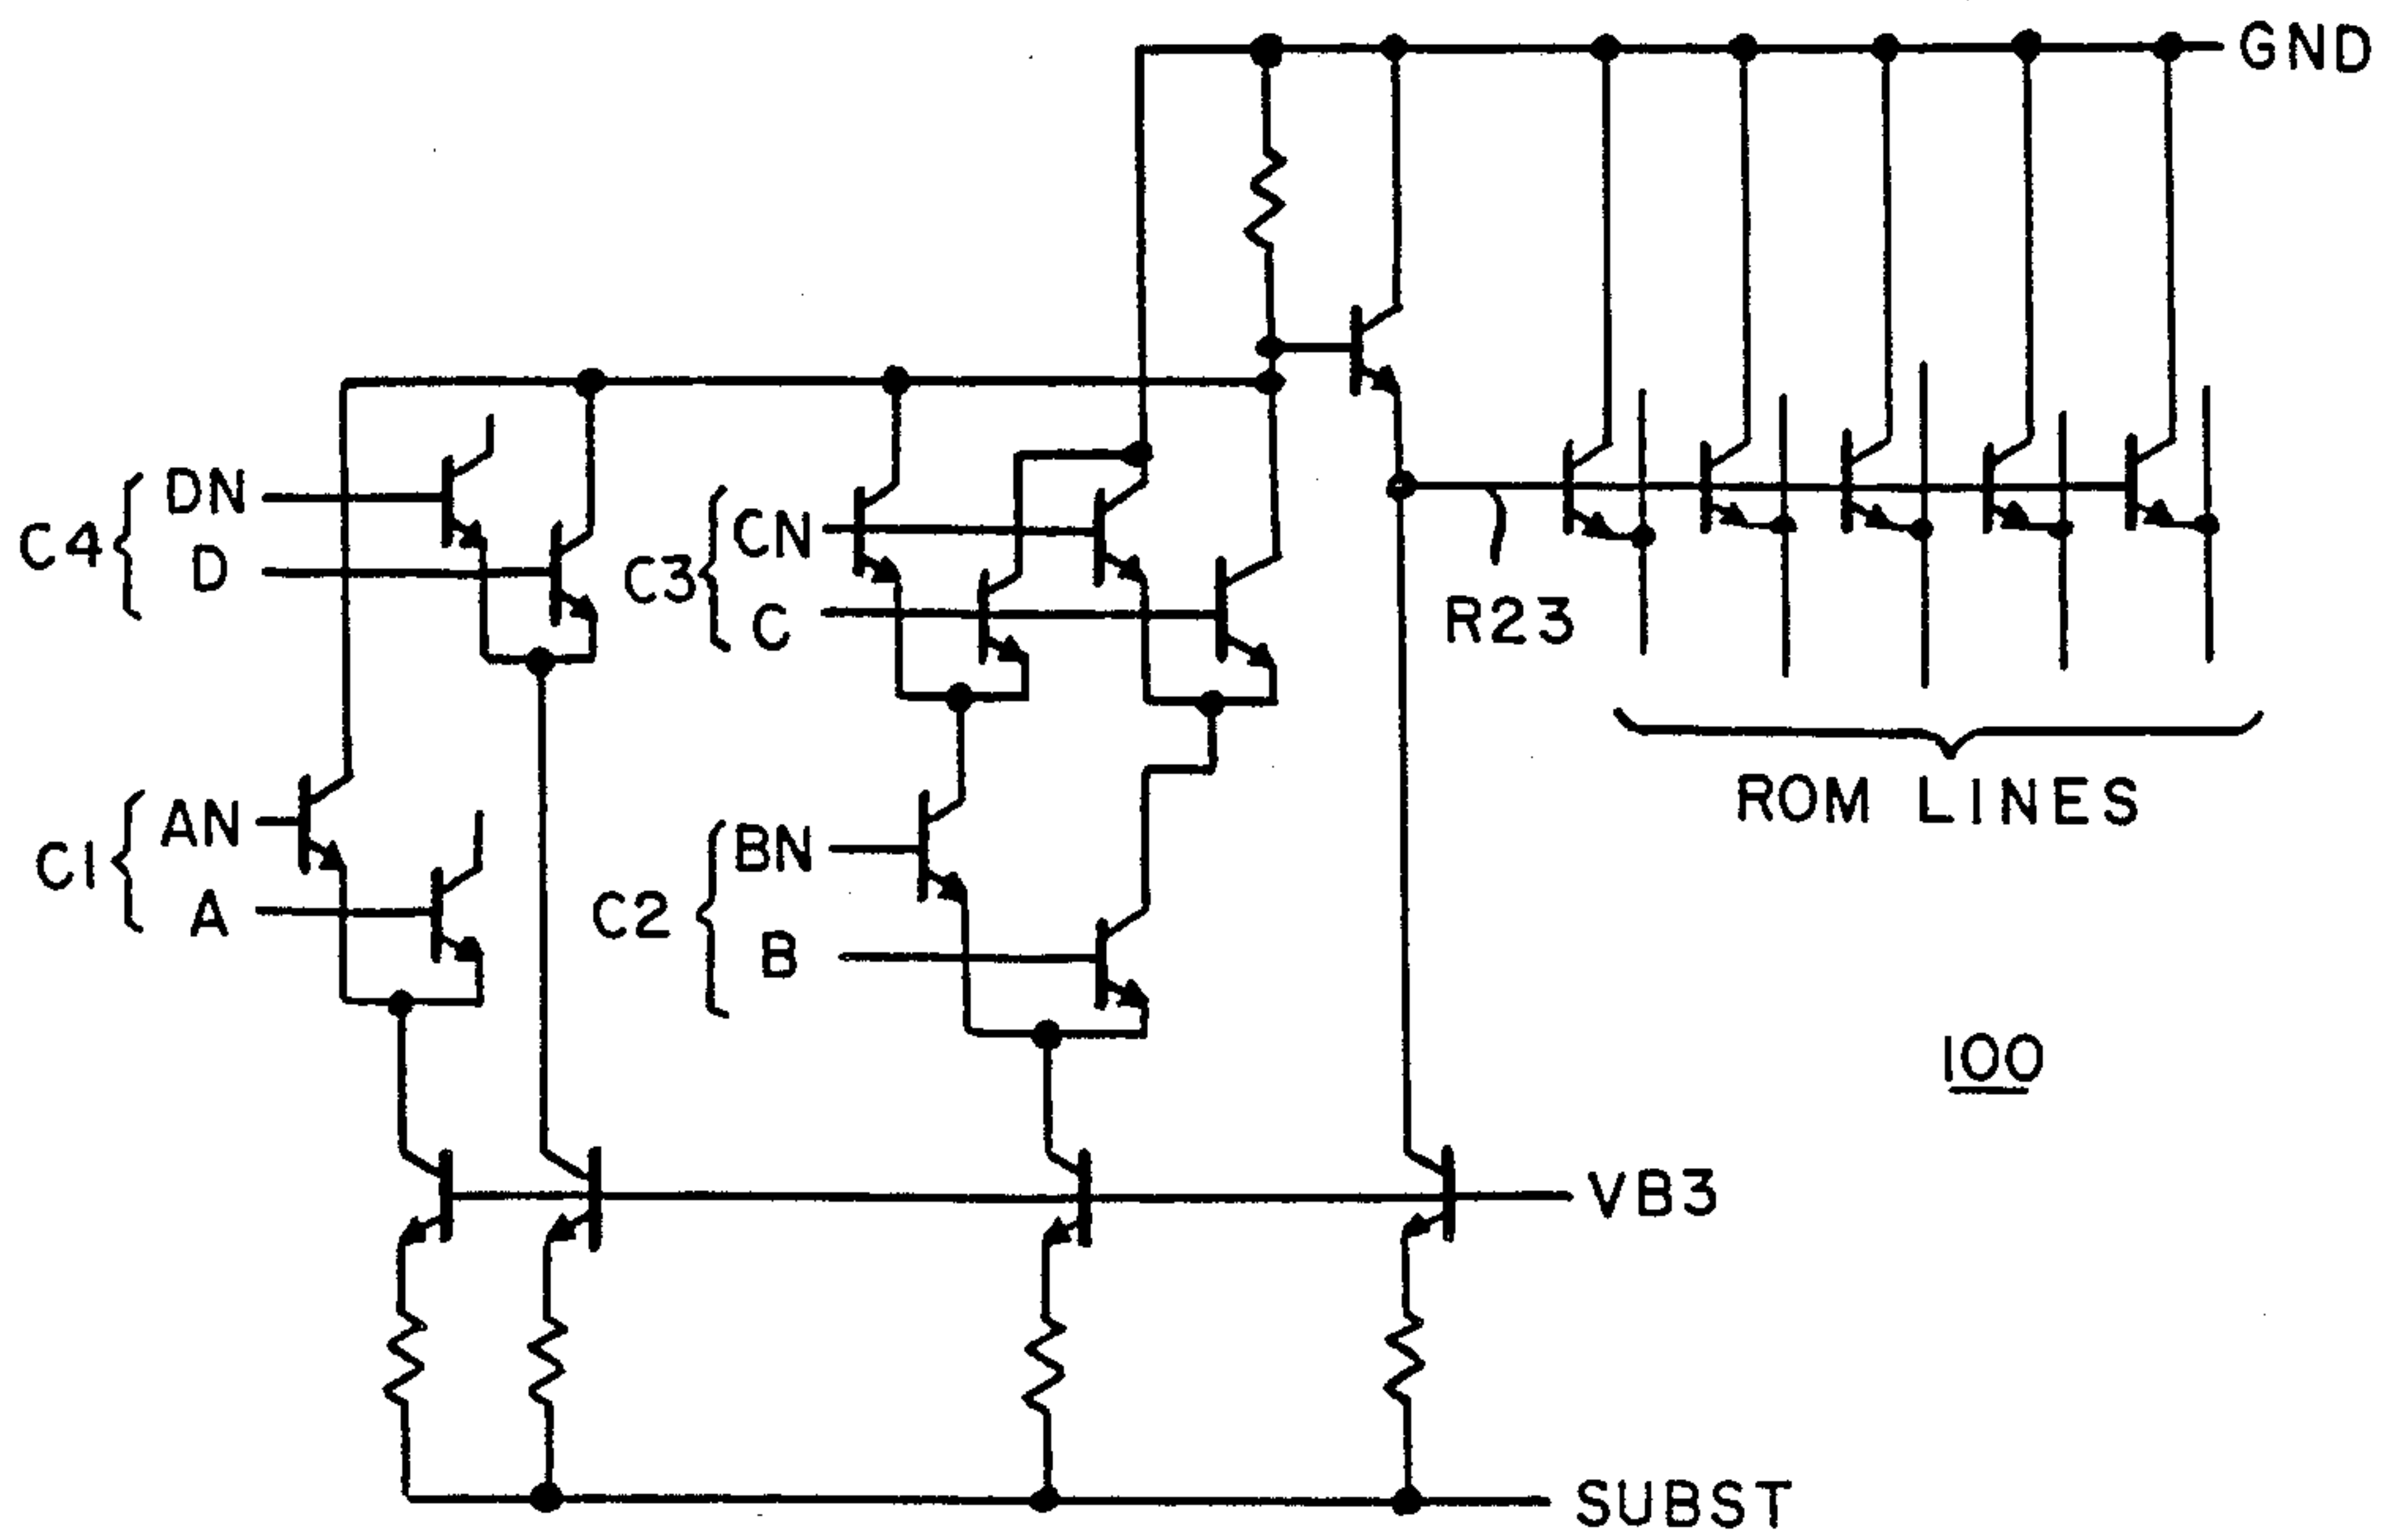 GND
DN
C4
D
CN
C3
C
R23
AN
C1
A
BN
C2
B
ROM LINES
100
VB3
SUBST